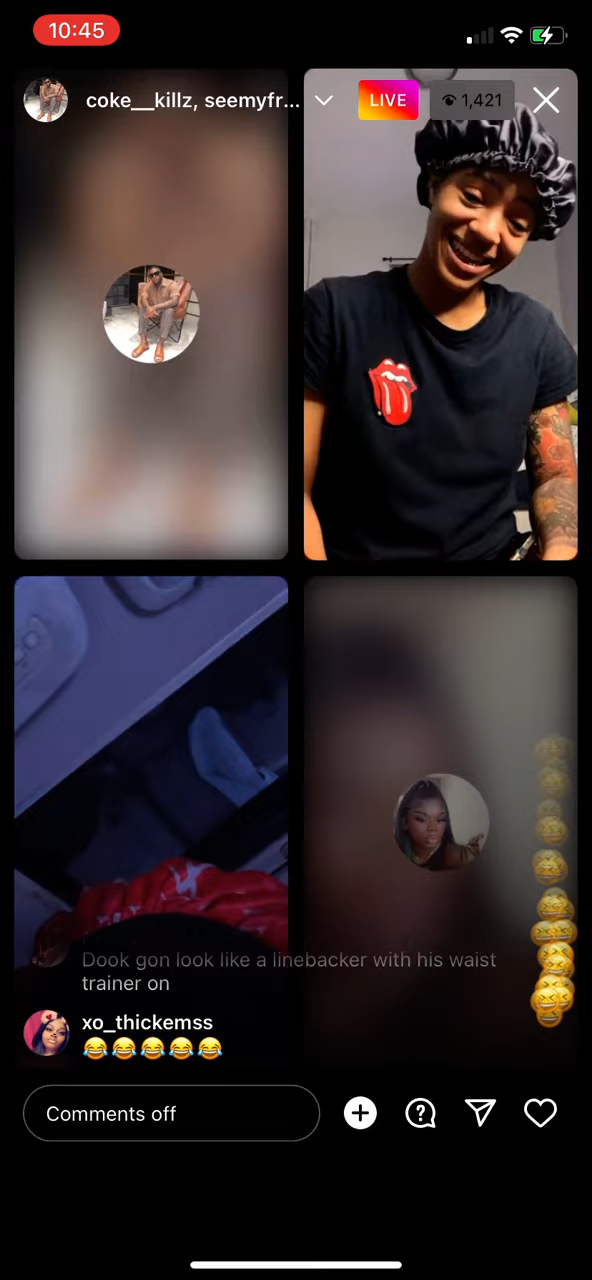 10:45
coke__killz, seemyfr...
LIVE
1,421
Dook gon look like a linebacker with his waist
trainer on
xo_thickemss
😂😂😂😂😂
Comments off